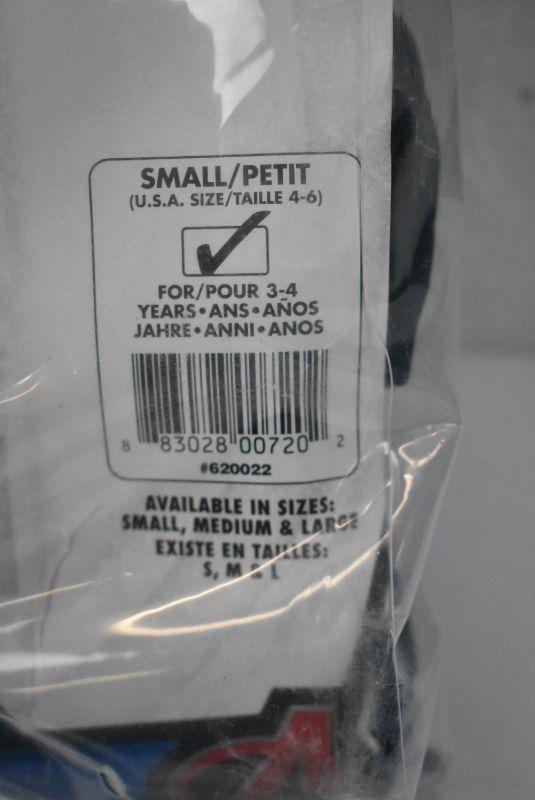 SMALL/PETIT
(U.S.A. SIZE/TAILLE 4-6)
FOR/POUR 3-4
YEARS•ANS•AÑOS
JAHRE•ANNI•ANOS
8 83028 00720 2
#620022
AVAILABLE IN SIZES:
SMALL, MEDIUM & LARGE
EXISTE EN TAILLES:
S, M & L